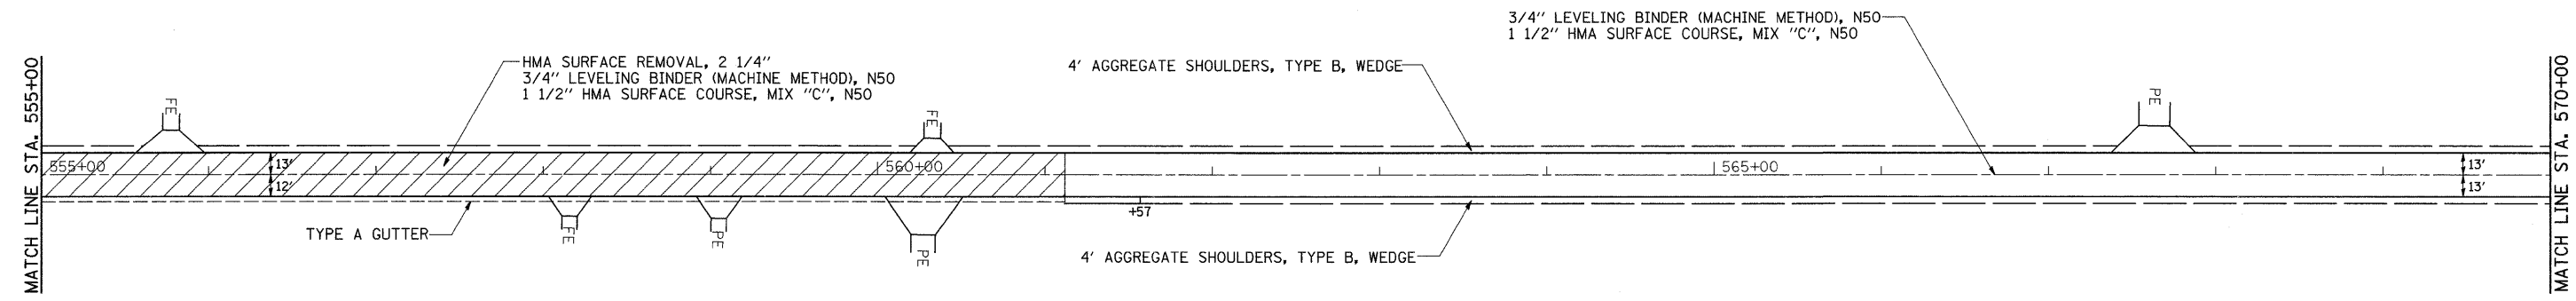 3/4" LEVELING BINDER (MACHINE METHOD), N50
1 1/2" HMA SURFACE COURSE, MIX "C", N50
HMA SURFACE REMOVAL, 2 1/4"
3/4" LEVELING BINDER (MACHINE METHOD), N50
1 1/2" HMA SURFACE COURSE, MIX "C", N50
4' AGGREGATE SHOULDERS, TYPE B, WEDGE
MATCH LINE STA. 555+00
FE
FE
PE
555+00
13'
12'
560+00
565+00
13'
13'
MATCH LINE STA. 570+00
+57
TYPE A GUTTER
FE
PE
PE
4' AGGREGATE SHOULDERS, TYPE B, WEDGE